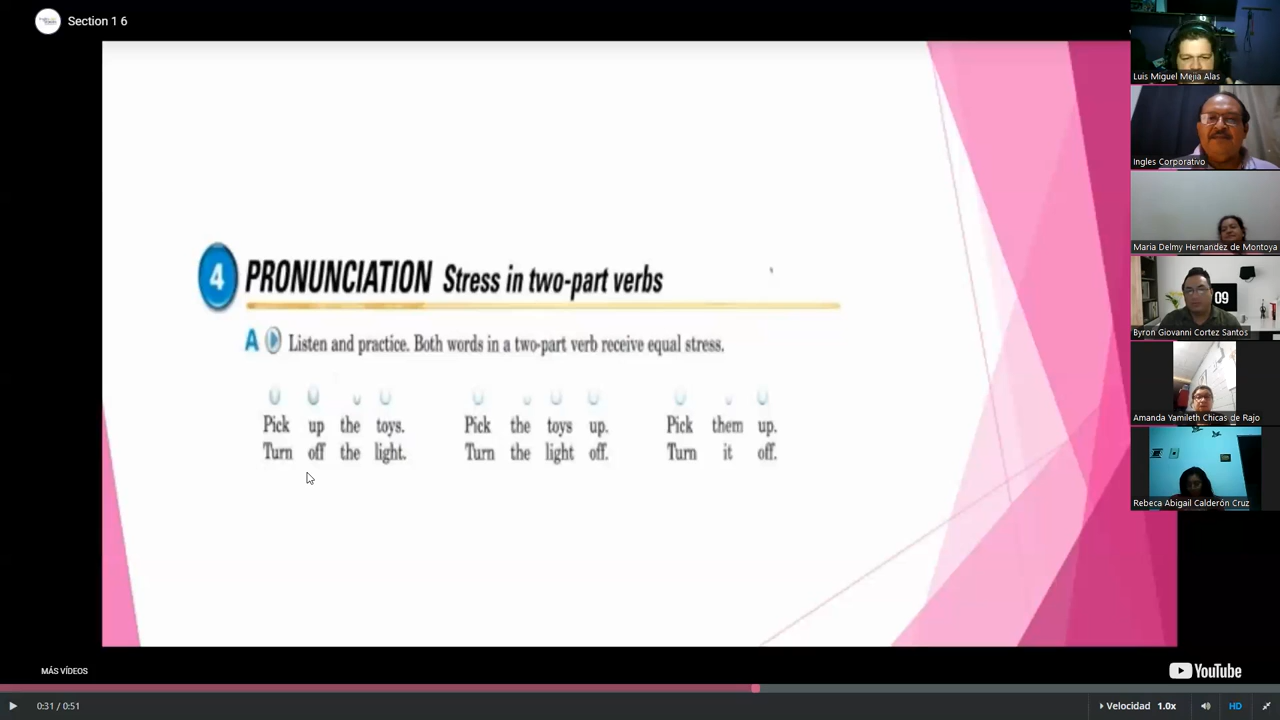 Section 1 6
Luis Miguel Mejia Alas
Ingles Corporativo
Maria Delmy Hernandez de Montoya
09
Byron Giovanni Cortez Santos
Amanda Yamileth Chicas de Rajo
Rebeca Abigail Calderón Cruz
4 PRONUNCIATION Stress in two-part verbs
A Listen and practice. Both words in a two-part verb receive equal stress.
Pick up the toys. Pick the toys up. Pick them up.
Turn off the light. Turn the light off. Turn it off.
MÁS VÍDEOS
YouTube
0:31 / 0:51
Velocidad 1.0x
HD